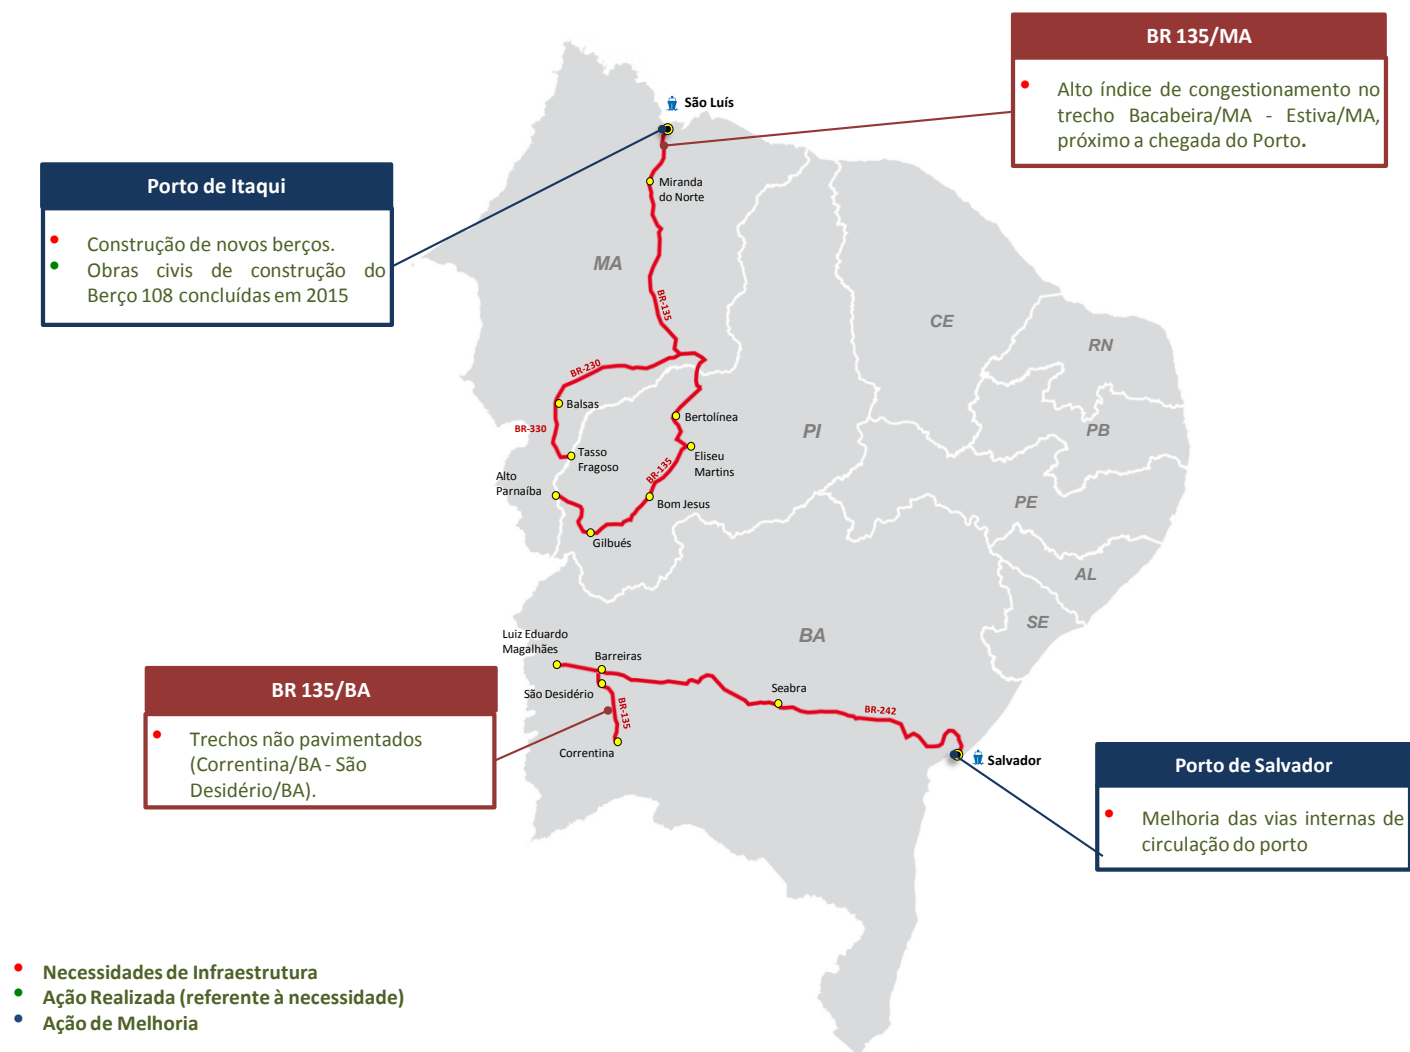 BR 135/MA
• Alto índice de congestionamento no
trecho Bacabeira/MA - Estiva/MA,
próximo a chegada do Porto.
São Luís
Porto de Itaqui
• Construção de novos berços.
• Obras civis de construção do
Berço 108 concluídas em 2015
Miranda
do Norte
MA
BR-135
CE
RN
BR-230
Balsas
Bertolínea
PI
PB
BR-330
Tasso
Fragoso
Eliseu
Martins
BR-135
Alto
Parnaíba
Bom Jesus
PE
Gilbués
AL
SE
BA
Luiz Eduardo
Magalhães
Barreiras
São Desidério
Seabra
BR-135
BR-242
Correntina
Salvador
BR 135/BA
• Trechos não pavimentados
(Correntina/BA - São
Desidério/BA).
Porto de Salvador
• Melhoria das vias internas de
circulação do porto
• Necessidades de Infraestrutura
• Ação Realizada (referente à necessidade)
• Ação de Melhoria